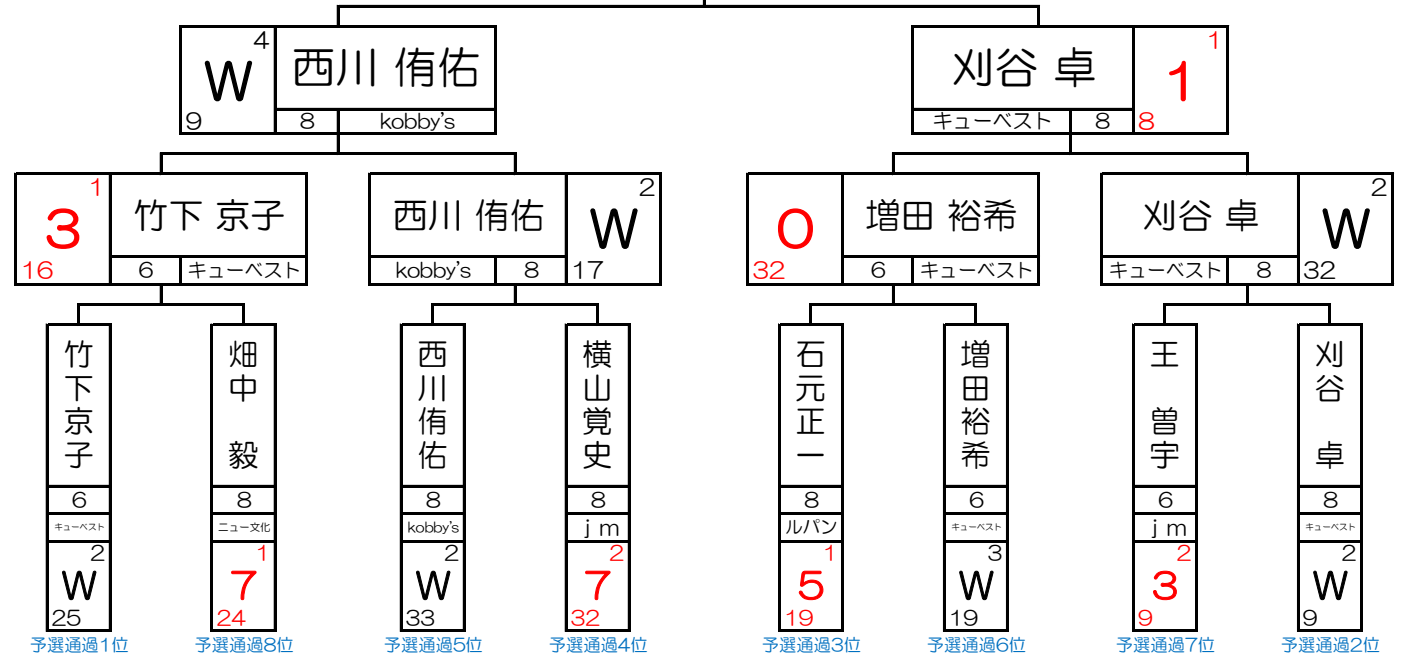 4
W
9
西川 侑佑
8
kobby's
刈谷 卓
キューベスト
8
1
1
8
1
3
16
竹下 京子
6
キューベスト
西川 侑佑
kobby's
8
2
W
17
0
32
増田 裕希
6
キューベスト
刈谷 卓
キューベスト
8
2
W
32
竹下京子
6
キューベスト
2
W
25
予選通過1位
畑中 毅
8
ニュー文化
1
7
24
予選通過8位
西川侑佑
8
kobby's
2
W
33
予選通過5位
横山覚史
8
jm
2
7
32
予選通過4位
石元正一
8
ルパン
1
5
19
予選通過3位
増田裕希
6
キューベスト
3
W
19
予選通過6位
王 曽宇
6
jm
2
3
9
予選通過7位
刈谷 卓
8
キューベスト
2
W
9
予選通過2位